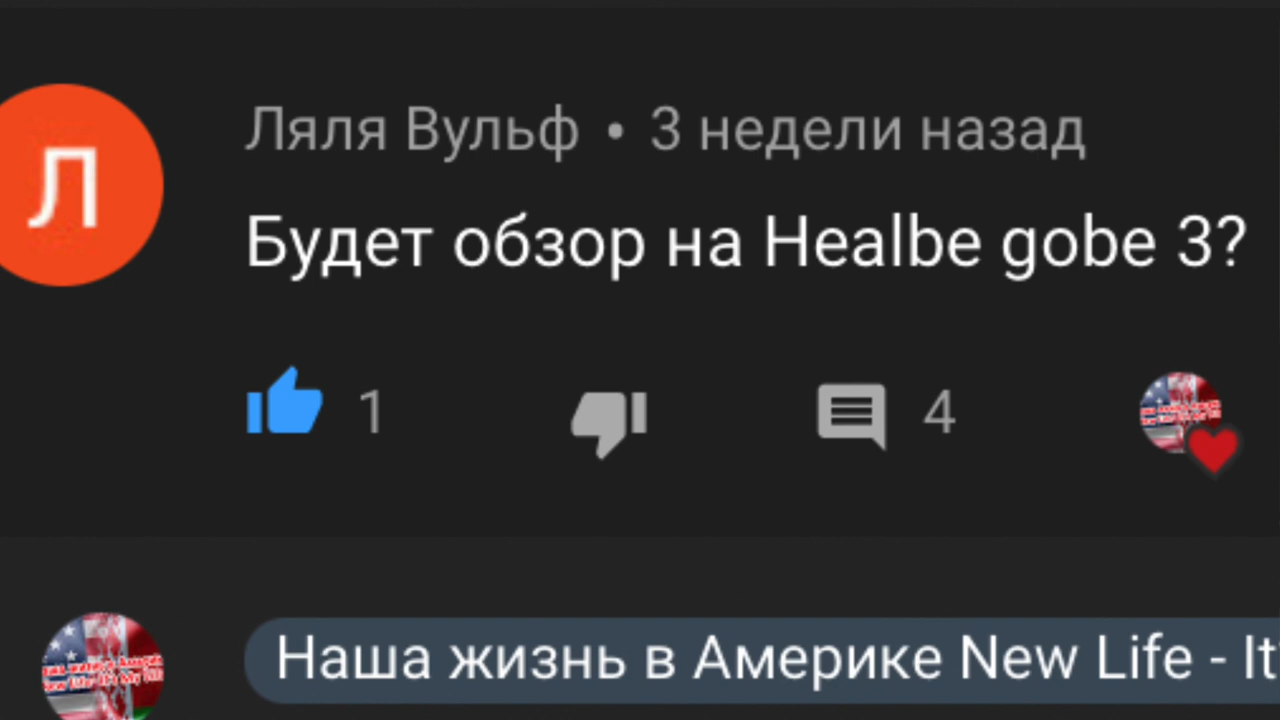 Л
Ляля Вульф • 3 недели назад
Будет обзор на Healbe gobe 3?
1
4
Наша жизнь в Америке New Life - It